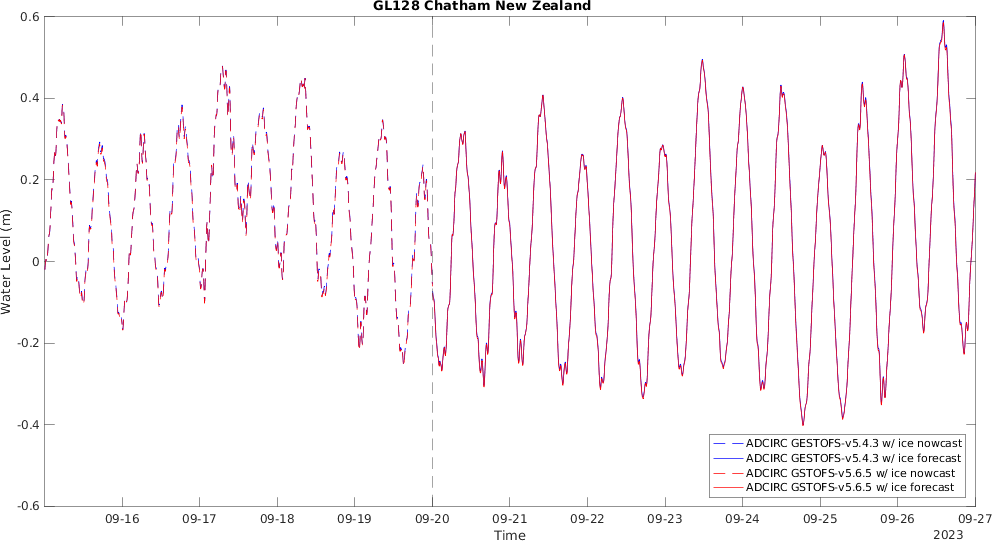 GL128 Chatham New Zealand
0.6
0.4
0.2
0
-0.2
-0.4
-0.6
Water Level (m)
ADCIRC GESTOFS-v5.4.3 w/ ice nowcast
ADCIRC GESTOFS-v5.4.3 w/ ice forecast
ADCIRC GSTOFS-v5.6.5 w/ ice nowcast
ADCIRC GSTOFS-v5.6.5 w/ ice forecast
09-16 09-17 09-18 09-19 09-20 09-21 09-22 09-23 09-24 09-25 09-26 09-27
Time
2023